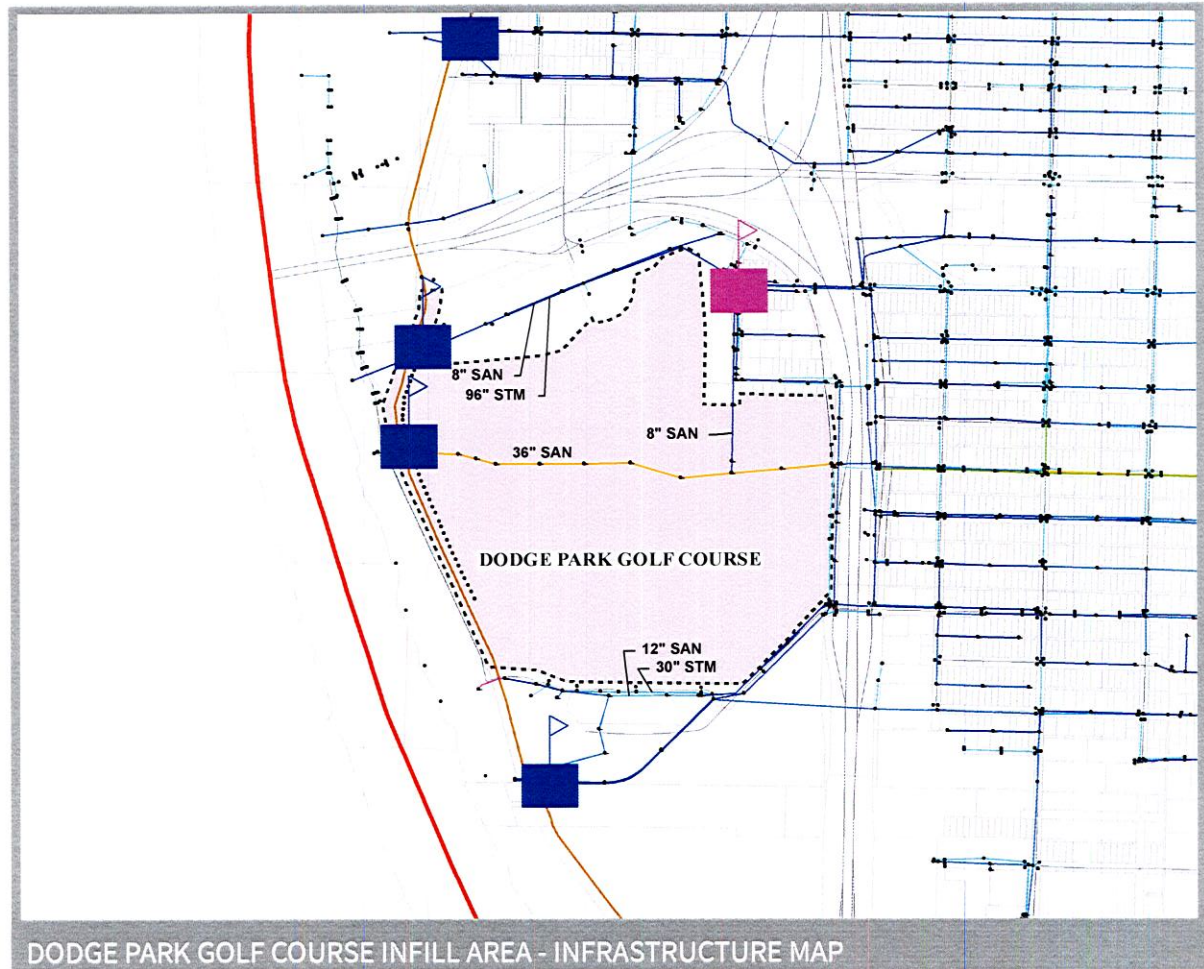 8" SAN
96" STM
8" SAN
36" SAN
DODGE PARK GOLF COURSE
12" SAN
30" STM
DODGE PARK GOLF COURSE INFILL AREA - INFRASTRUCTURE MAP